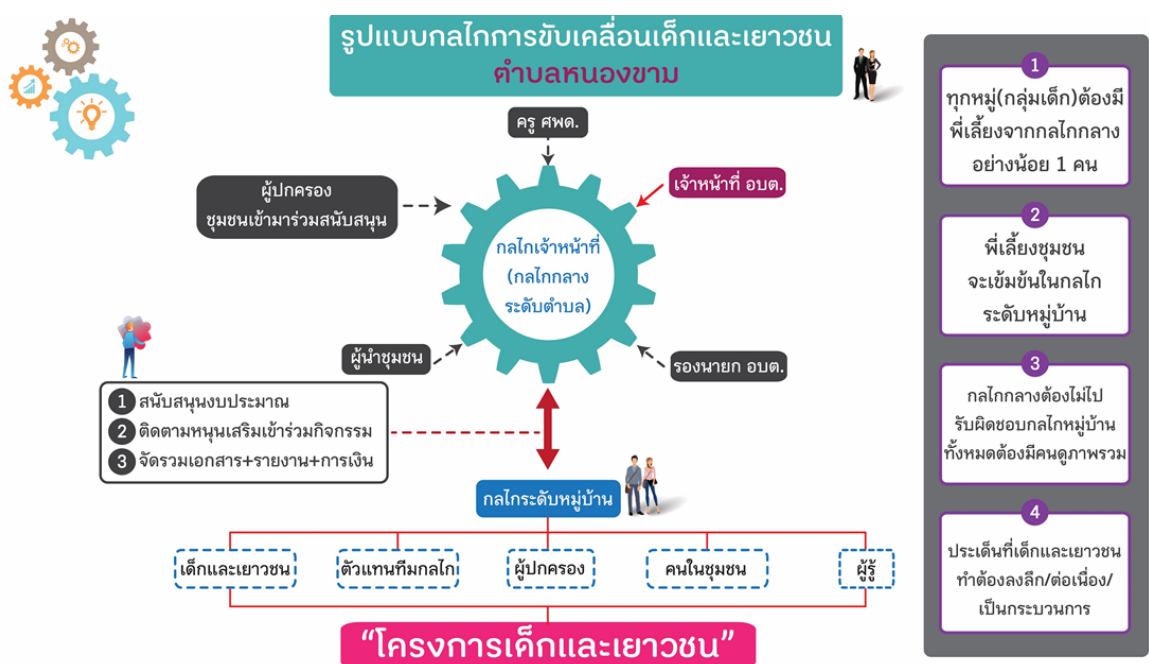 รูปแบบกลไกการขับเคลื่อนเด็กและเยาวชน
ตำบลหนองขาม
ครู ศพด.
เจ้าหน้าที่ อบต.
ผู้ปกครอง
ชุมชนเข้ามาร่วมสนับสนุน
กลไกเจ้าหน้าที่
(กลไกกลาง
ระดับตำบล)
ผู้นำชุมชน
รองนายก อบต.
1 สนับสนุนงบประมาณ
2 ติดตามหนุนเสริมเข้าร่วมกิจกรรม
3 จัดรวมเอกสาร+รายงาน+การเงิน
กลไกระดับหมู่บ้าน
เด็กและเยาวชน
ตัวแทนทีมกลไก
ผู้ปกครอง
คนในชุมชน
ผู้รู้
“โครงการเด็กและเยาวชน”
1
ทุกหมู่(กลุ่มเด็ก)ต้องมี
พี่เลี้ยงจากกลไกกลาง
อย่างน้อย 1 คน
2
พี่เลี้ยงชุมชน
จะเข้มข้นในกลไก
ระดับหมู่บ้าน
3
กลไกกลางต้องไม่ไป
รับผิดชอบกลไกหมู่บ้าน
ทั้งหมดต้องมีคนดูภาพรวม
4
ประเด็นที่เด็กและเยาวชน
ทำต้องลงลึก/ต่อเนื่อง/
เป็นกระบวนการ